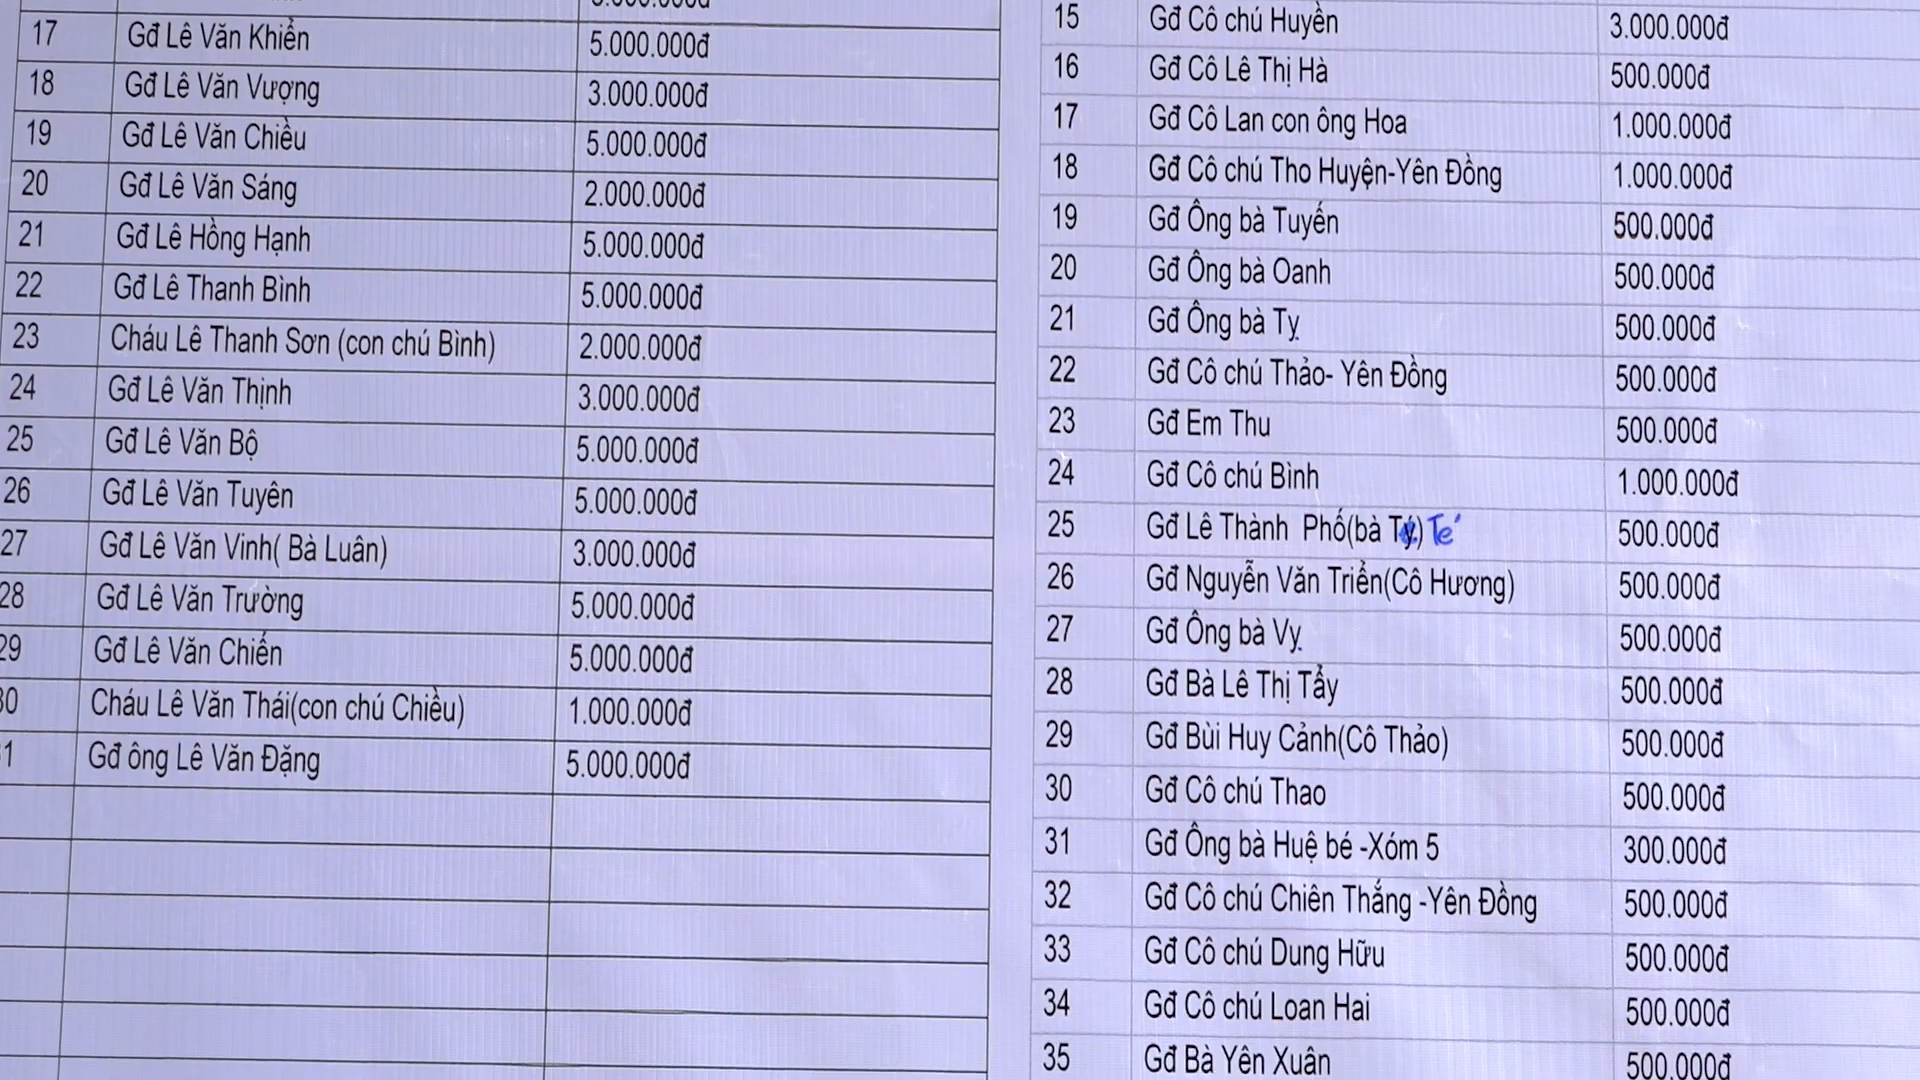 17 Gđ Lê Văn Khiển 5.000.000đ
18 Gđ Lê Văn Vượng 3.000.000đ
19 Gđ Lê Văn Chiều 5.000.000đ
20 Gđ Lê Văn Sáng 2.000.000đ
21 Gđ Lê Hồng Hạnh 5.000.000đ
22 Gđ Lê Thanh Bình 5.000.000đ
23 Cháu Lê Thanh Sơn (con chú Bình) 2.000.000đ
24 Gđ Lê Văn Thịnh 3.000.000đ
25 Gđ Lê Văn Bộ 5.000.000đ
26 Gđ Lê Văn Tuyên 5.000.000đ
27 Gđ Lê Văn Vinh( Bà Luân) 3.000.000đ
28 Gđ Lê Văn Trường 5.000.000đ
29 Gđ Lê Văn Chiến 5.000.000đ
30 Cháu Lê Văn Thái(con chú Chiều) 1.000.000đ
1 Gđ ông Lê Văn Đặng 5.000.000đ
15 Gđ Cô chú Huyền 3.000.000đ
16 Gđ Cô Lê Thị Hà 500.000đ
17 Gđ Cô Lan con ông Hoa 1.000.000đ
18 Gđ Cô chú Tho Huyện-Yên Đồng 1.000.000đ
19 Gđ Ông bà Tuyến 500.000đ
20 Gđ Ông bà Oanh 500.000đ
21 Gđ Ông bà Tỵ 500.000đ
22 Gđ Cô chú Thảo- Yên Đồng 500.000đ
23 Gđ Em Thu 500.000đ
24 Gđ Cô chú Bình 1.000.000đ
25 Gđ Lê Thành Phố(bà Tý) Té 500.000đ
26 Gđ Nguyễn Văn Triển(Cô Hương) 500.000đ
27 Gđ Ông bà Vỵ 500.000đ
28 Gđ Bà Lê Thị Tẩy 500.000đ
29 Gđ Bùi Huy Cảnh(Cô Thảo) 500.000đ
30 Gđ Cô chú Thao 500.000đ
31 Gđ Ông bà Huệ bé -Xóm 5 300.000đ
32 Gđ Cô chú Chiên Thắng -Yên Đồng 500.000đ
33 Gđ Cô chú Dung Hữu 500.000đ
34 Gđ Cô chú Loan Hai 500.000đ
35 Gđ Bà Yên Xuân 500.000đ